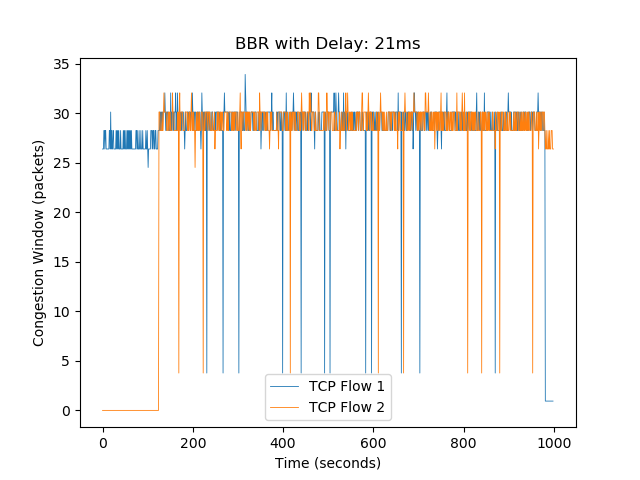 BBR with Delay: 21ms
35
30
25
20
15
10
5
0
Congestion Window (packets)
TCP Flow 1
TCP Flow 2
0 200 400 600 800 1000
Time (seconds)